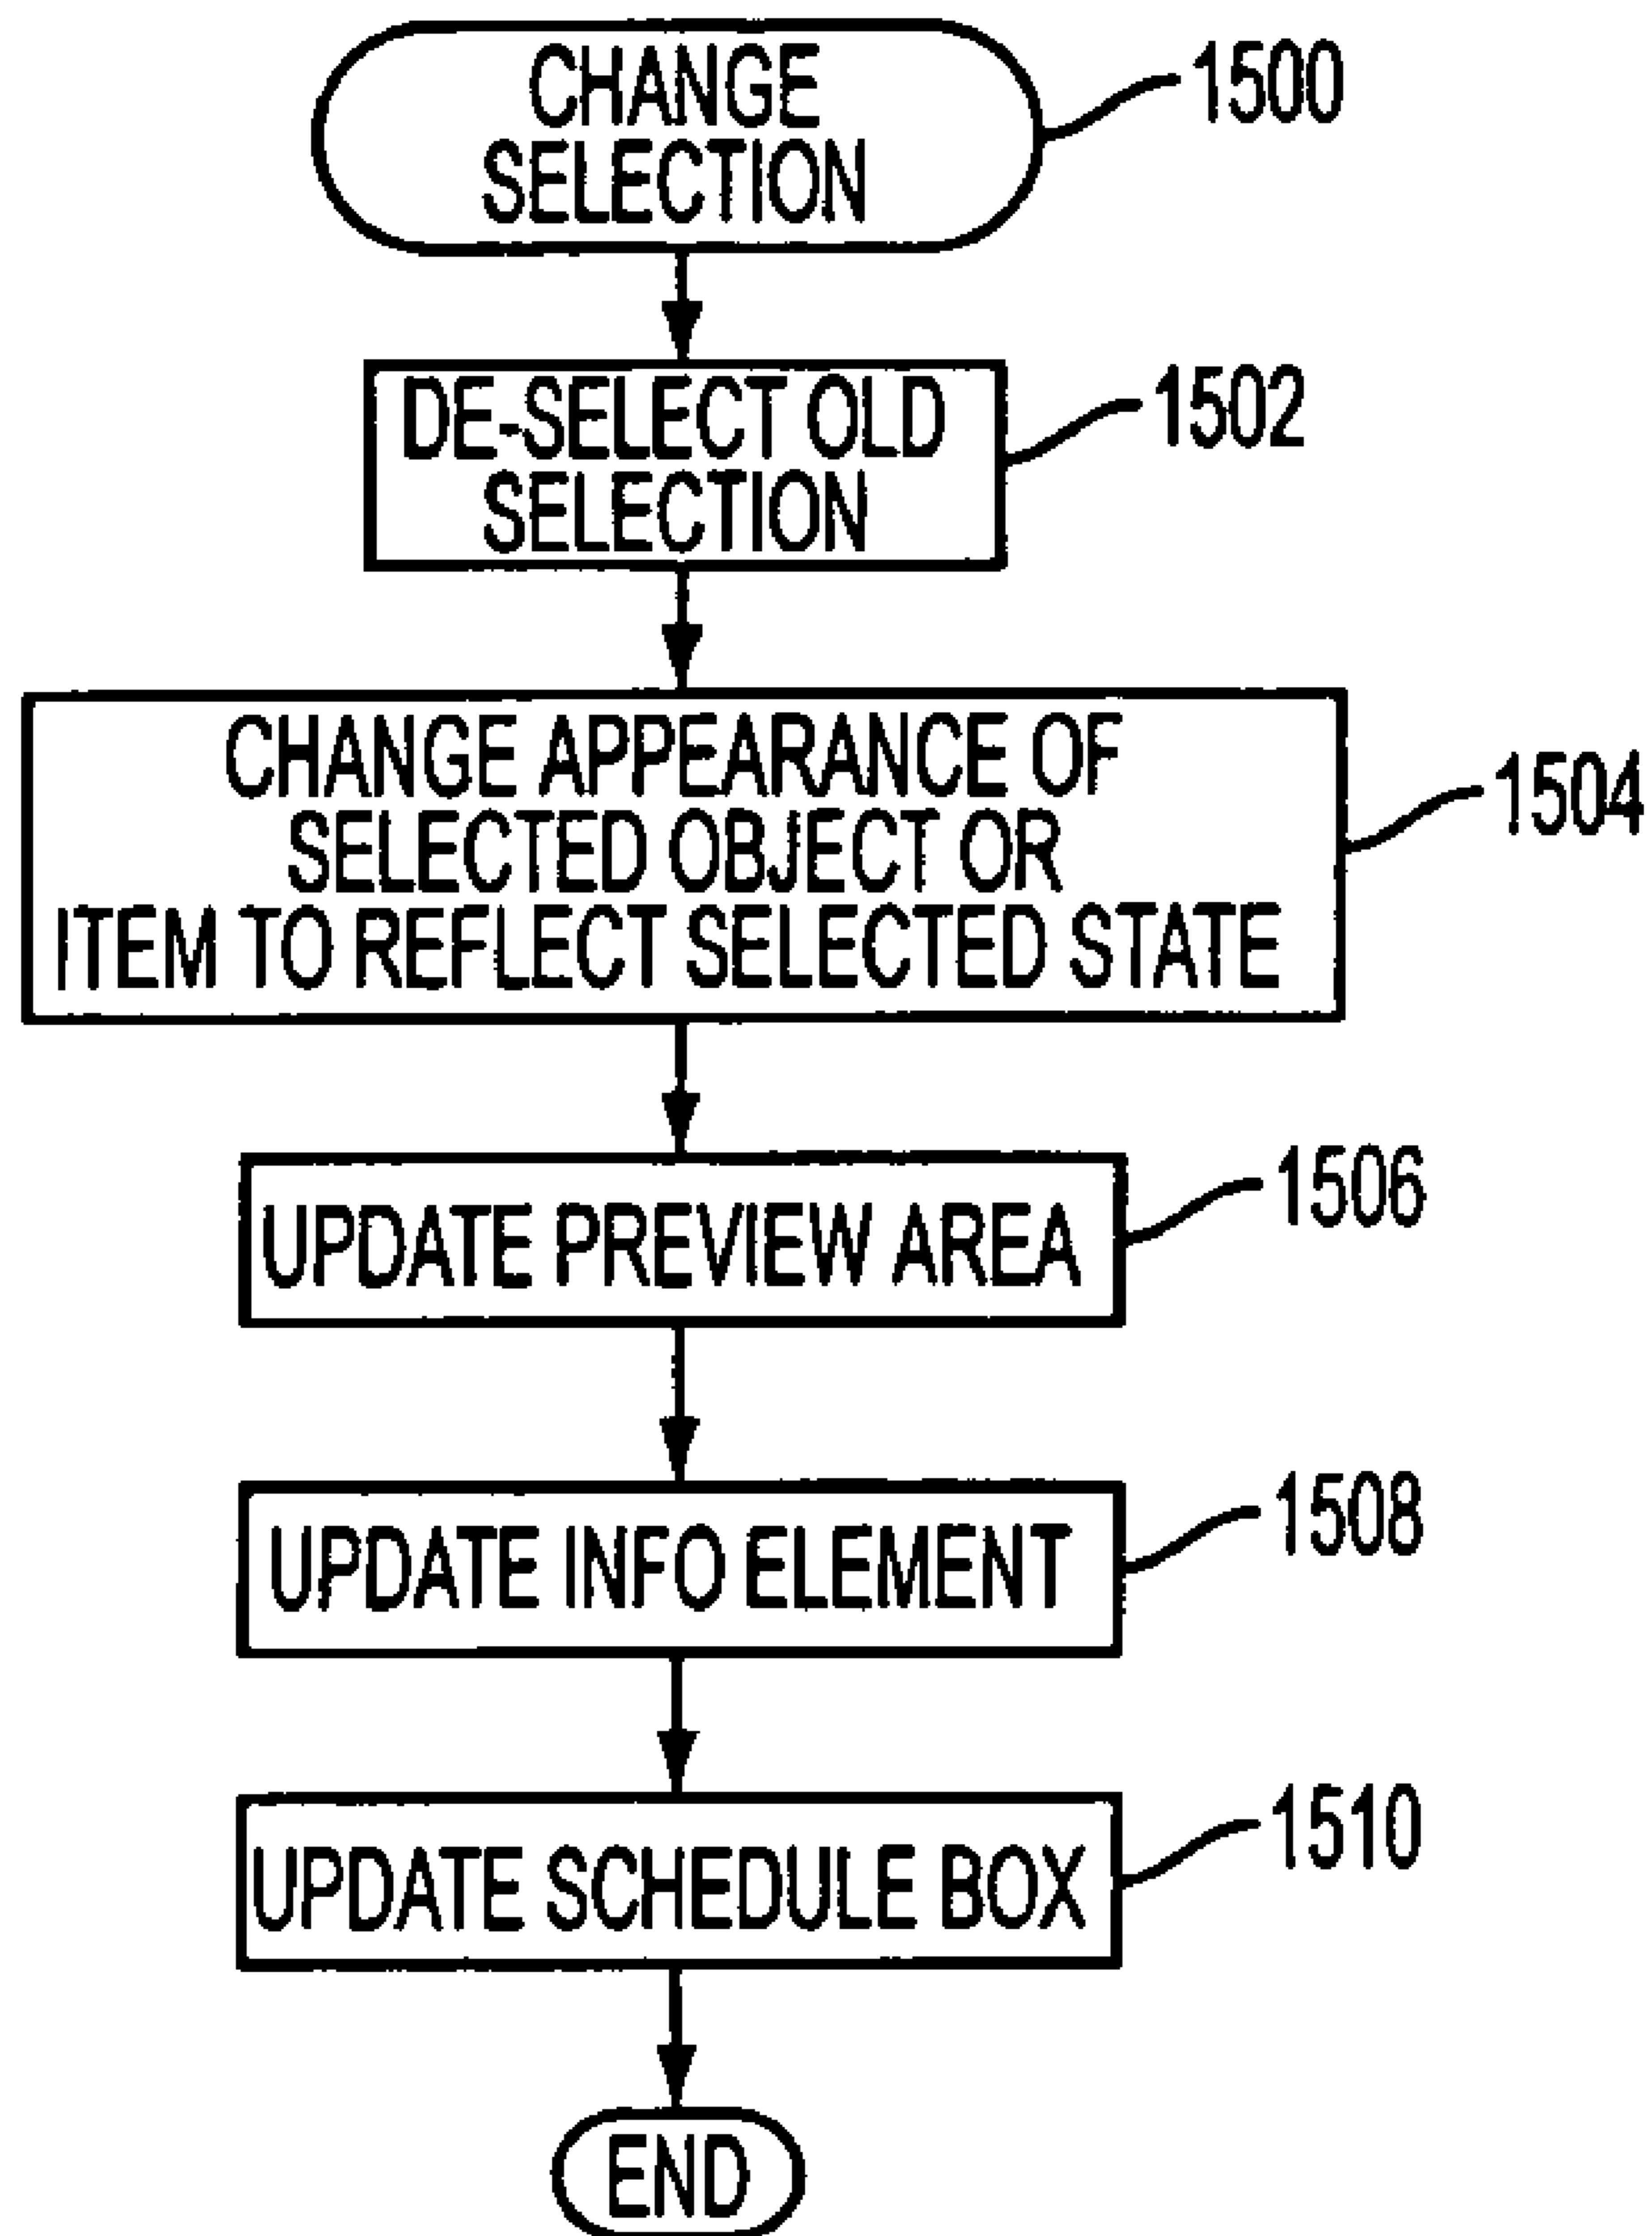 CHANGE
SELECTION
1500
DE-SELECT OLD
SELECTION
1502
CHANGE APPEARANCE OF
SELECTED OBJECT OR
ITEM TO REFLECT SELECTED STATE
1504
UPDATE PREVIEW AREA
1506
UPDATE INFO ELEMENT
1508
UPDATE SCHEDULE BOX
1510
END